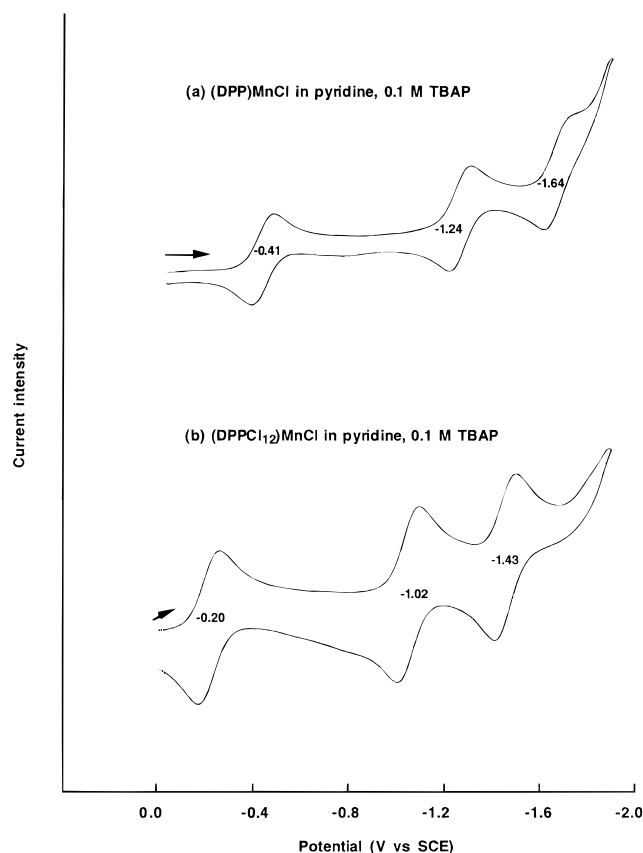 (a) (DPP)MnCl in pyridine, 0.1 M TBAP
-1.64
-1.24
-0.41
Current intensity
(b) (DPPCl₁₂)MnCl in pyridine, 0.1 M TBAP
-1.43
-1.02
-0.20
0.0 -0.4 -0.8 -1.2 -1.6 -2.0
Potential (V vs SCE)